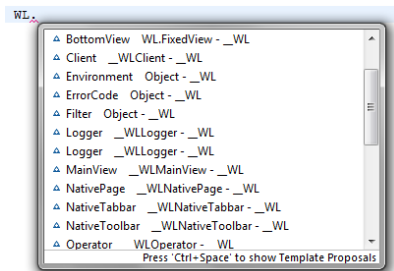 WL.
BottomView WL.FixedView - __WL
Client __WLClient - __WL
Environment Object - __WL
ErrorCode Object - __WL
Filter Object - __WL
Logger __WLLogger - __WL
Logger __WLLogger - __WL
MainView __WLMainView - __WL
NativePage __WLNativePage - __WL
NativeTabbar __WLNativeTabbar - __WL
NativeToolbar __WLNativeToolbar - __WL
Operator __WLOperator - __WL
Press 'Ctrl+Space' to show Template Proposals